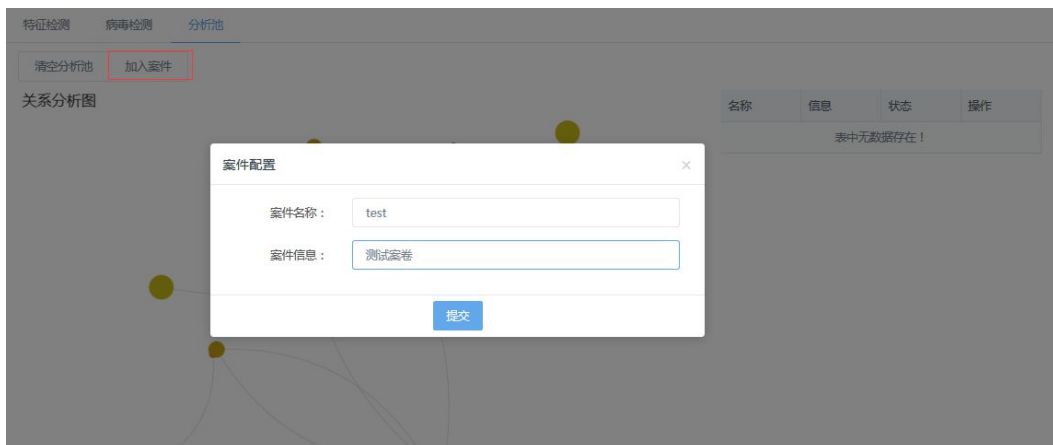 特征检测 病毒检测 分析池
清空分析池 加入案件
关系分析图
名称 信息 状态 操作
表中无数据存在！
案件配置 ×
案件名称： test
案件信息： 测试案卷
提交